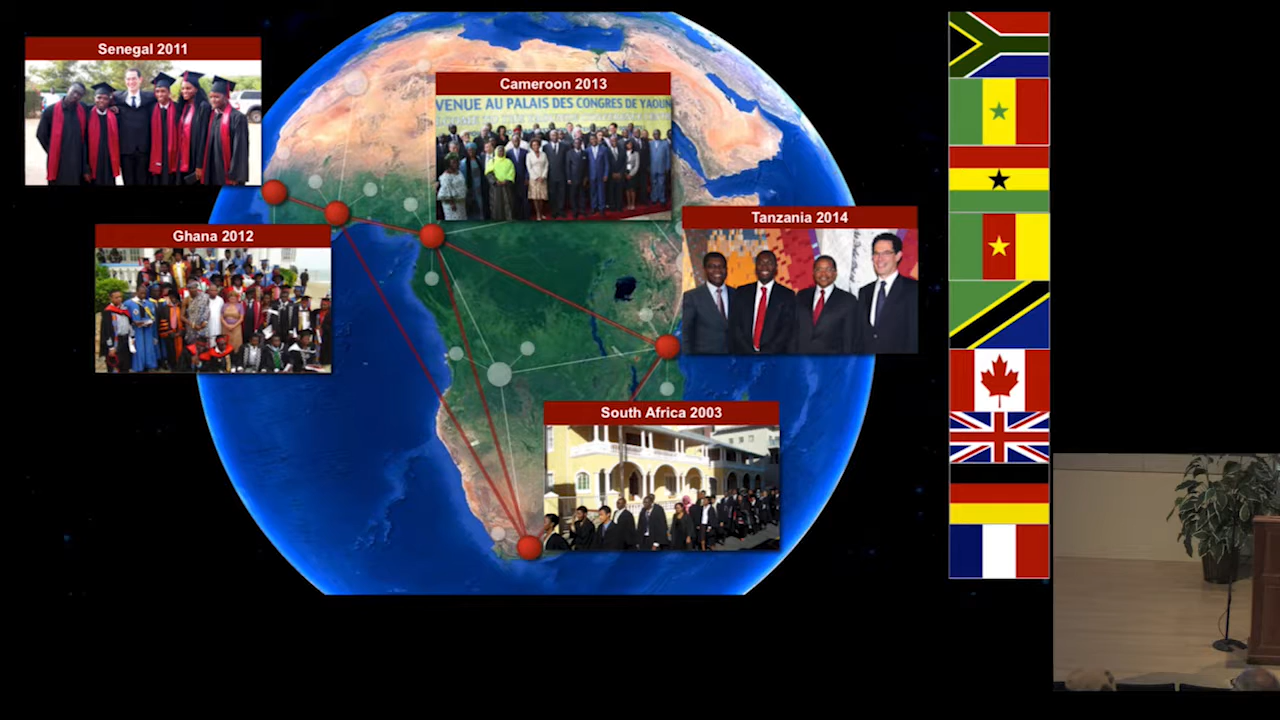 Senegal 2011
Cameroon 2013
VENUE AU PALAIS DES CONGRES DE YAOUN
Tanzania 2014
Ghana 2012
South Africa 2003